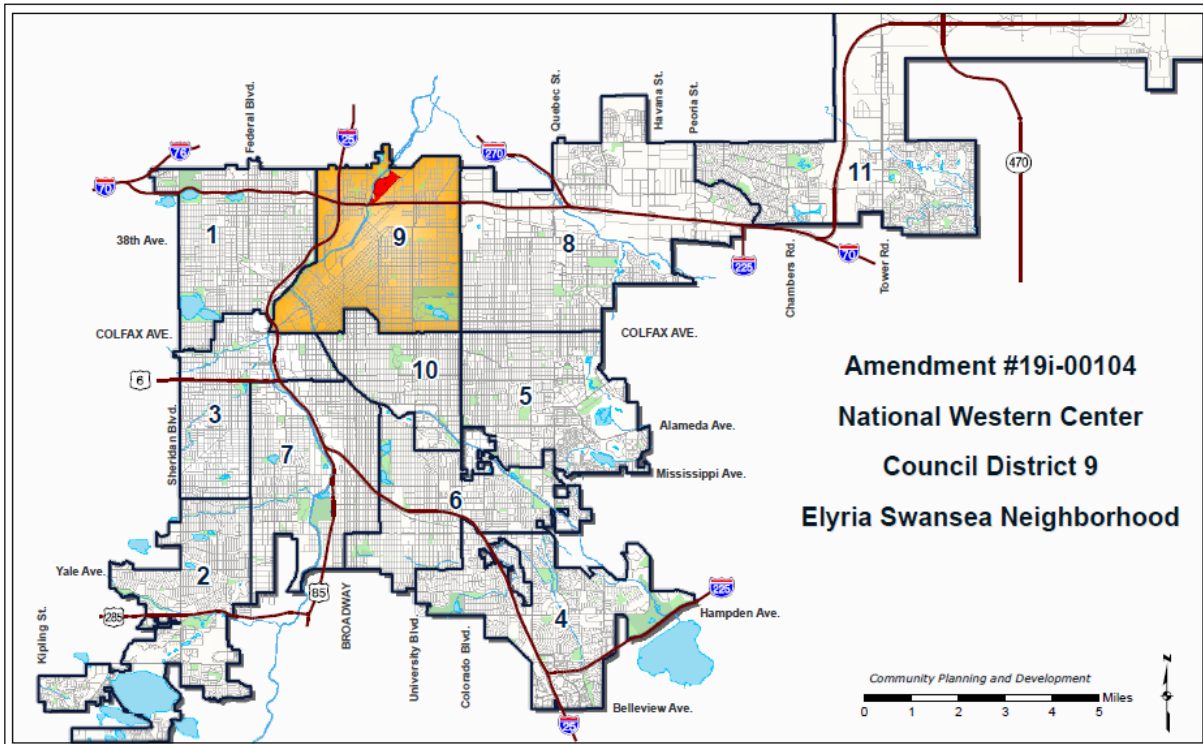 Federal Blvd.
Quebec St.
Havana St.
Peoria St.
76
25
270
70
470
11
1
9
8
38th Ave.
225
70
Chambers Rd.
Tower Rd.
COLFAX AVE.
COLFAX AVE.
10
6
3
5
Sheridan Blvd.
7
Alameda Ave.
Mississippi Ave.
6
Yale Ave.
2
85
285
BROADWAY
University Blvd.
Colorado Blvd.
4
225
Hampden Ave.
Kipling St.
Belleview Ave.
25
Amendment #19i-00104
National Western Center
Council District 9
Elyria Swansea Neighborhood
Community Planning and Development
Miles
0 1 2 3 4 5
z